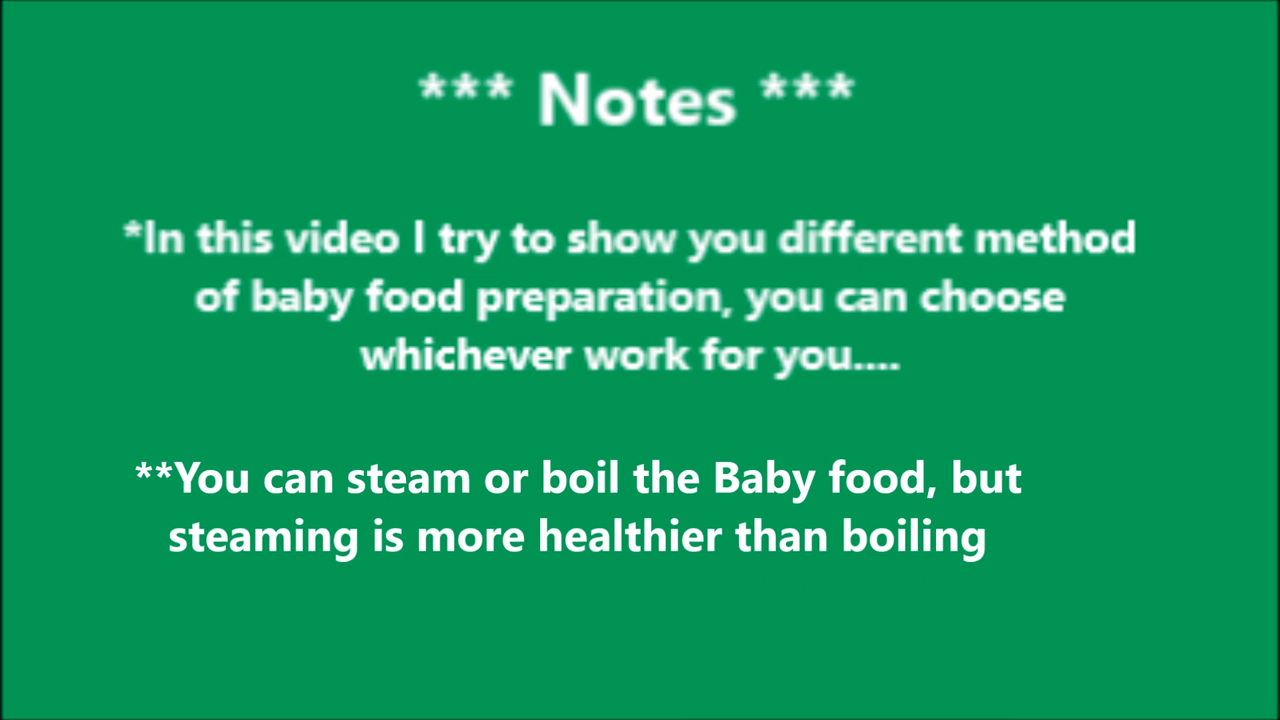 *** Notes ***
*In this video I try to show you different method
of baby food preparation, you can choose
whichever work for you....
**You can steam or boil the Baby food, but
steaming is more healthier than boiling